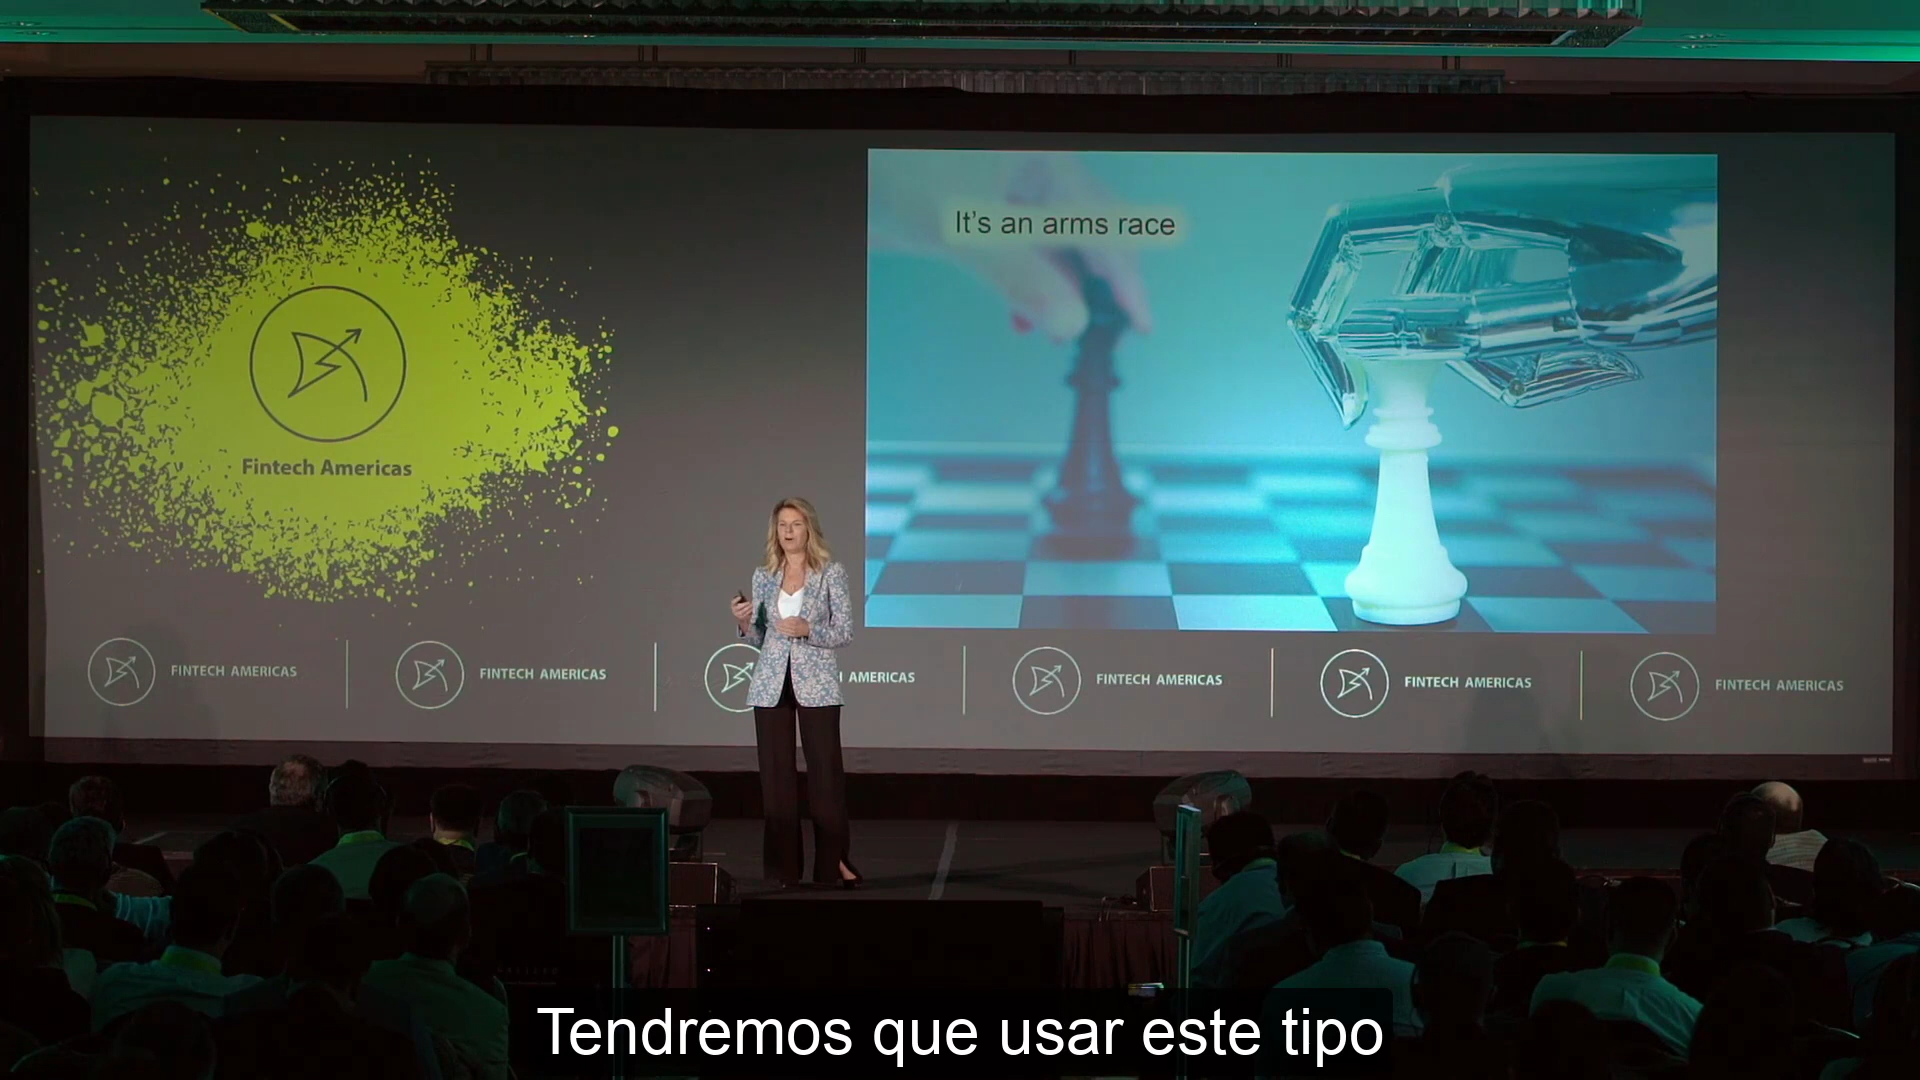 It's an arms race
Fintech Americas
FINTECH AMERICAS
FINTECH AMERICAS
AMERICAS
FINTECH AMERICAS
FINTECH AMERICAS
FINTECH AMERICAS
Tendremos que usar este tipo